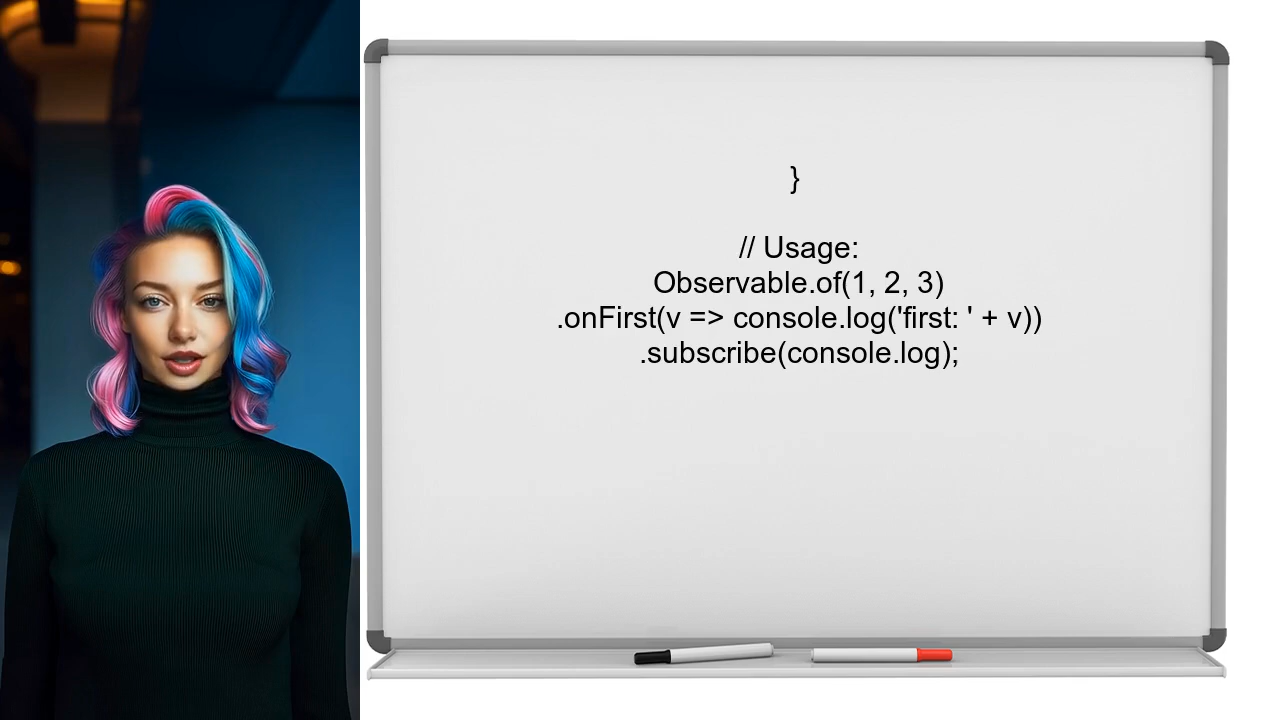 }
// Usage:
Observable.of(1, 2, 3)
.onFirst(v => console.log('first: ' + v))
.subscribe(console.log);